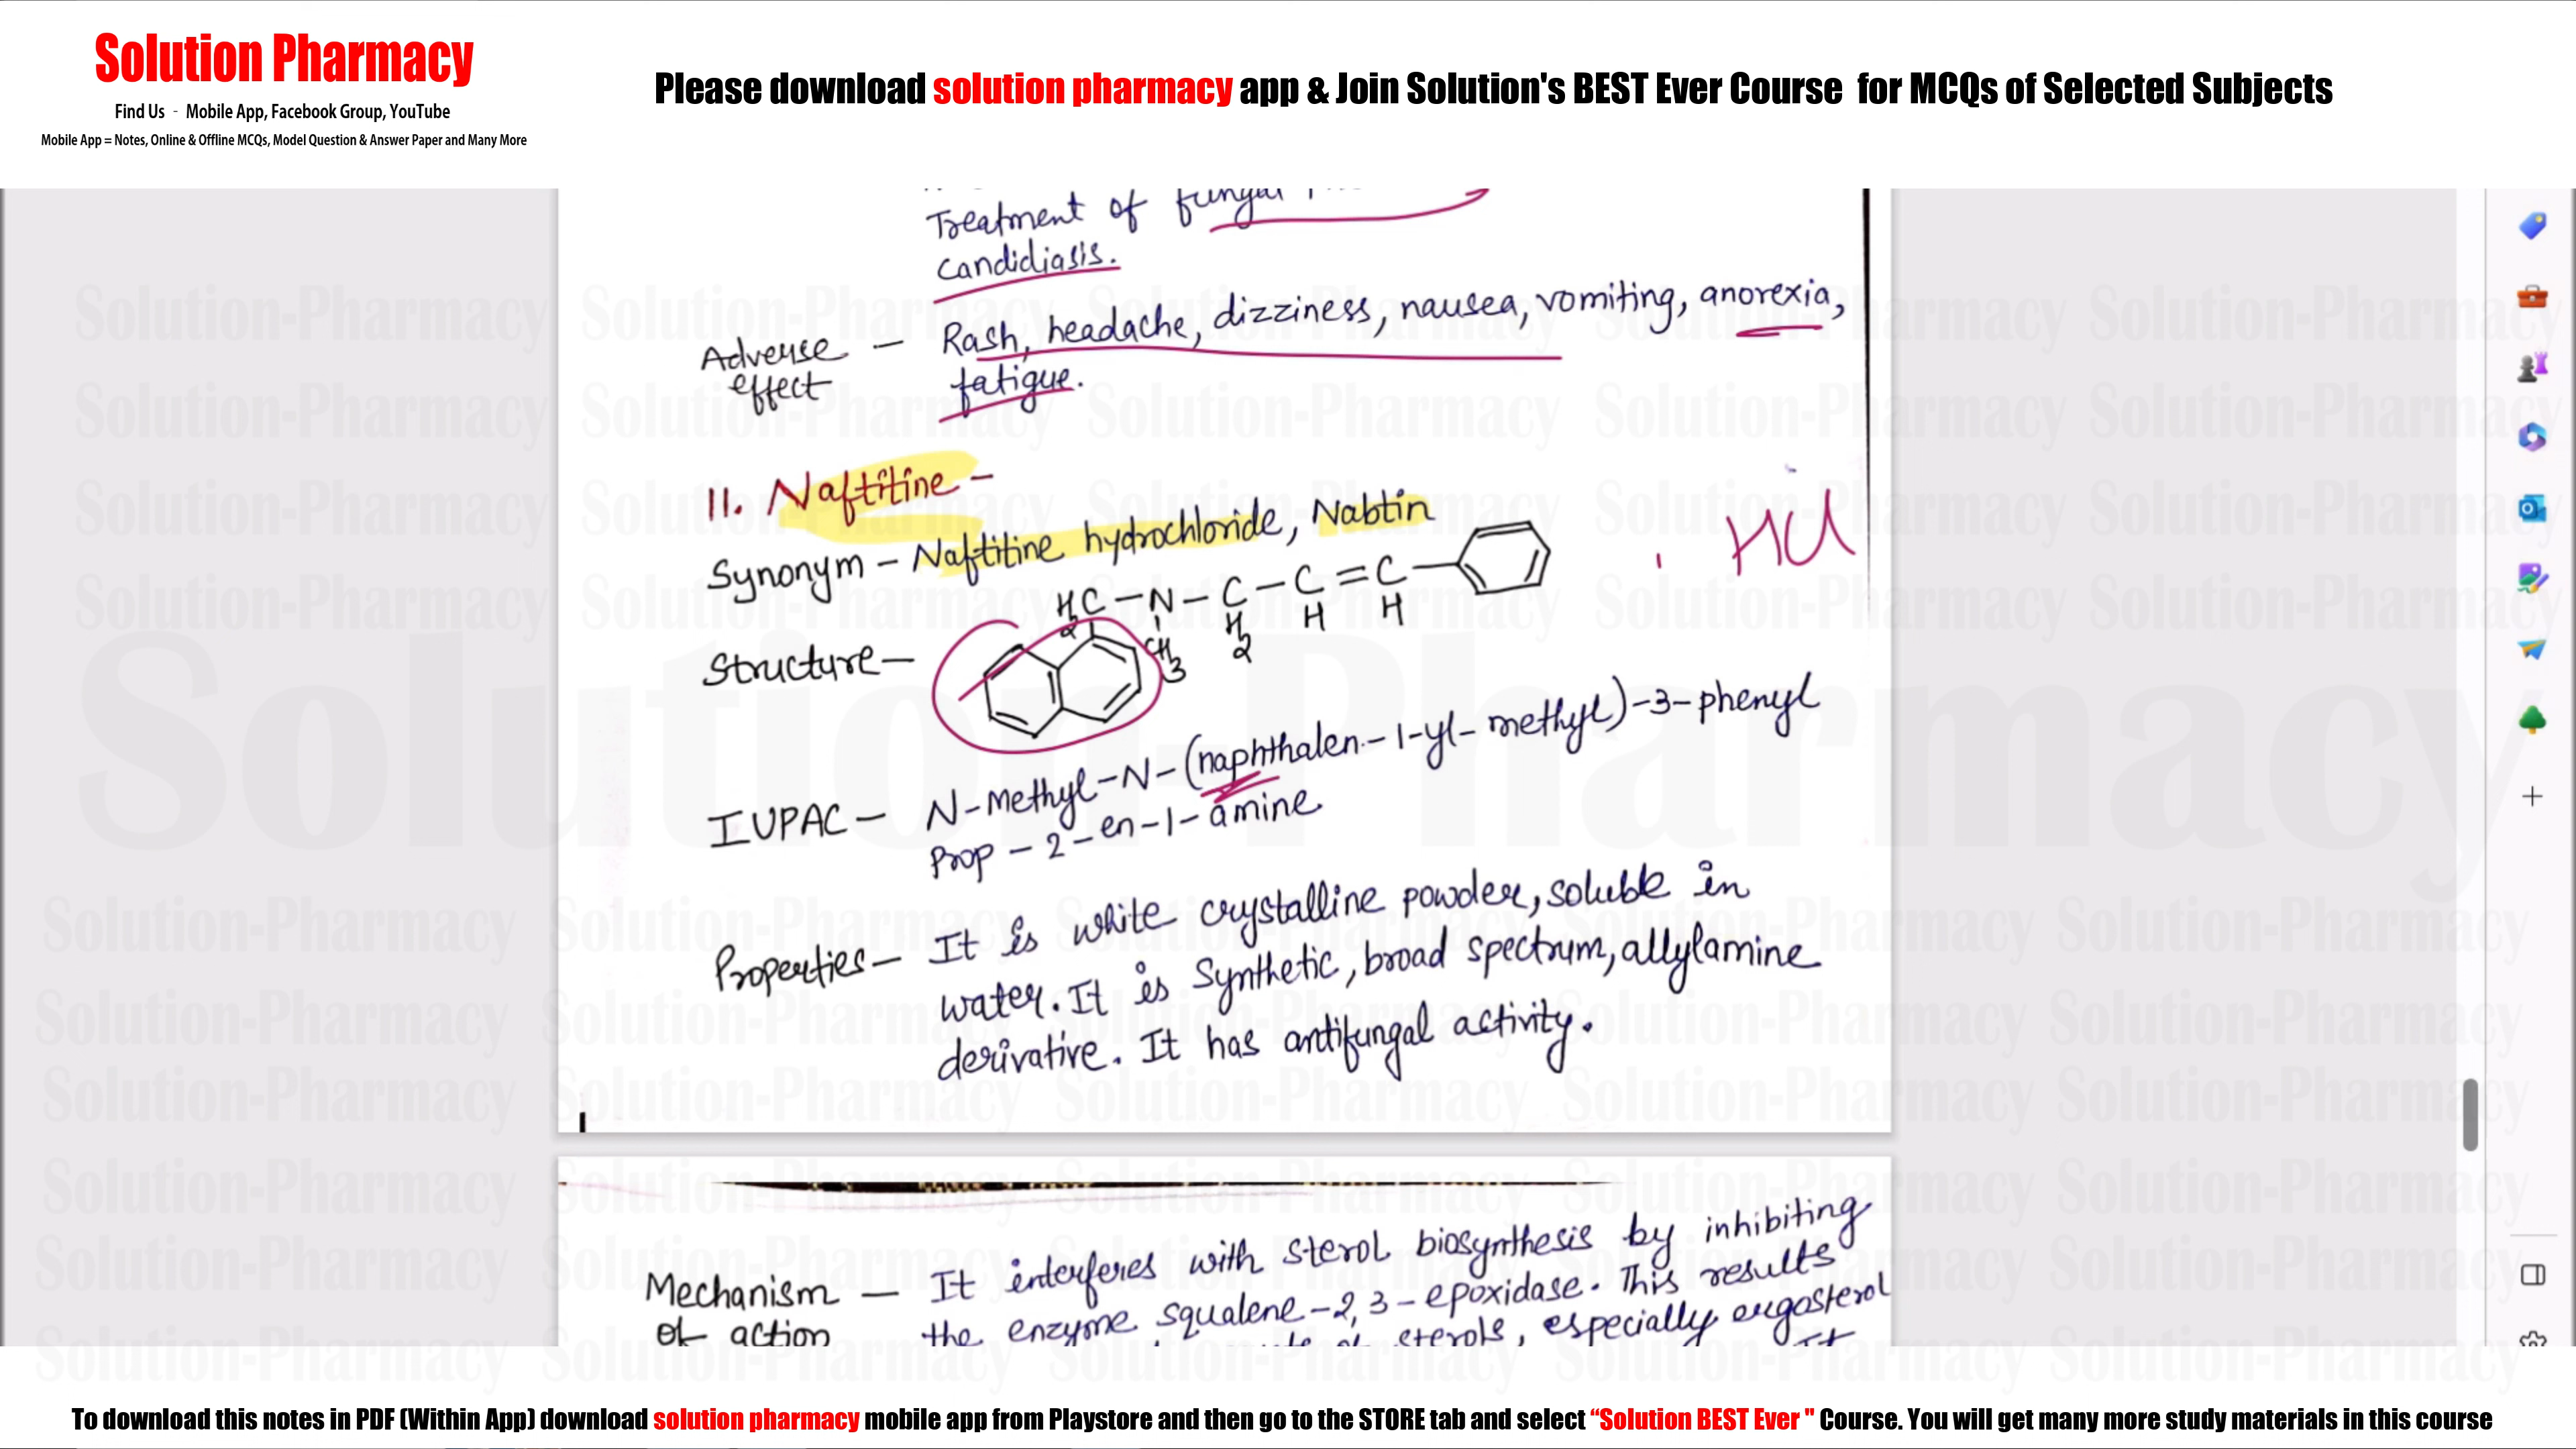 Solution Pharmacy
Find Us - Mobile App, Facebook Group, YouTube
Mobile App = Notes, Online & Offline MCQs, Model Question & Answer Paper and Many More
Please download solution pharmacy app & Join Solution's BEST Ever Course for MCQs of Selected Subjects
Treatment of fungal
candidiasis.
Adverse effect — Rash, headache, dizziness, nausea, vomiting, anorexia,
fatigue.
11. Naftitine -
Synonym - Naftitine hydrochloride, Nabtin
. HCl
H2C - N - C - C = C
CH3 H2 H H
Structure —
IUPAC — N-Methyl-N-(naphthalen-1-yl-methyl)-3-phenyl
Prop-2-en-1-amine
Properties — It is white crystalline powder, soluble in
water. It is synthetic, broad spectrum, allylamine
derivative. It has antifungal activity.
Mechanism of action — It interferes with sterol biosynthesis by inhibiting
the enzyme squalene-2,3-epoxidase. This results
sterols, especially ergosterol
Solution-Pharmacy
To download this notes in PDF (Within App) download solution pharmacy mobile app from Playstore and then go to the STORE tab and select “Solution BEST Ever " Course. You will get many more study materials in this course